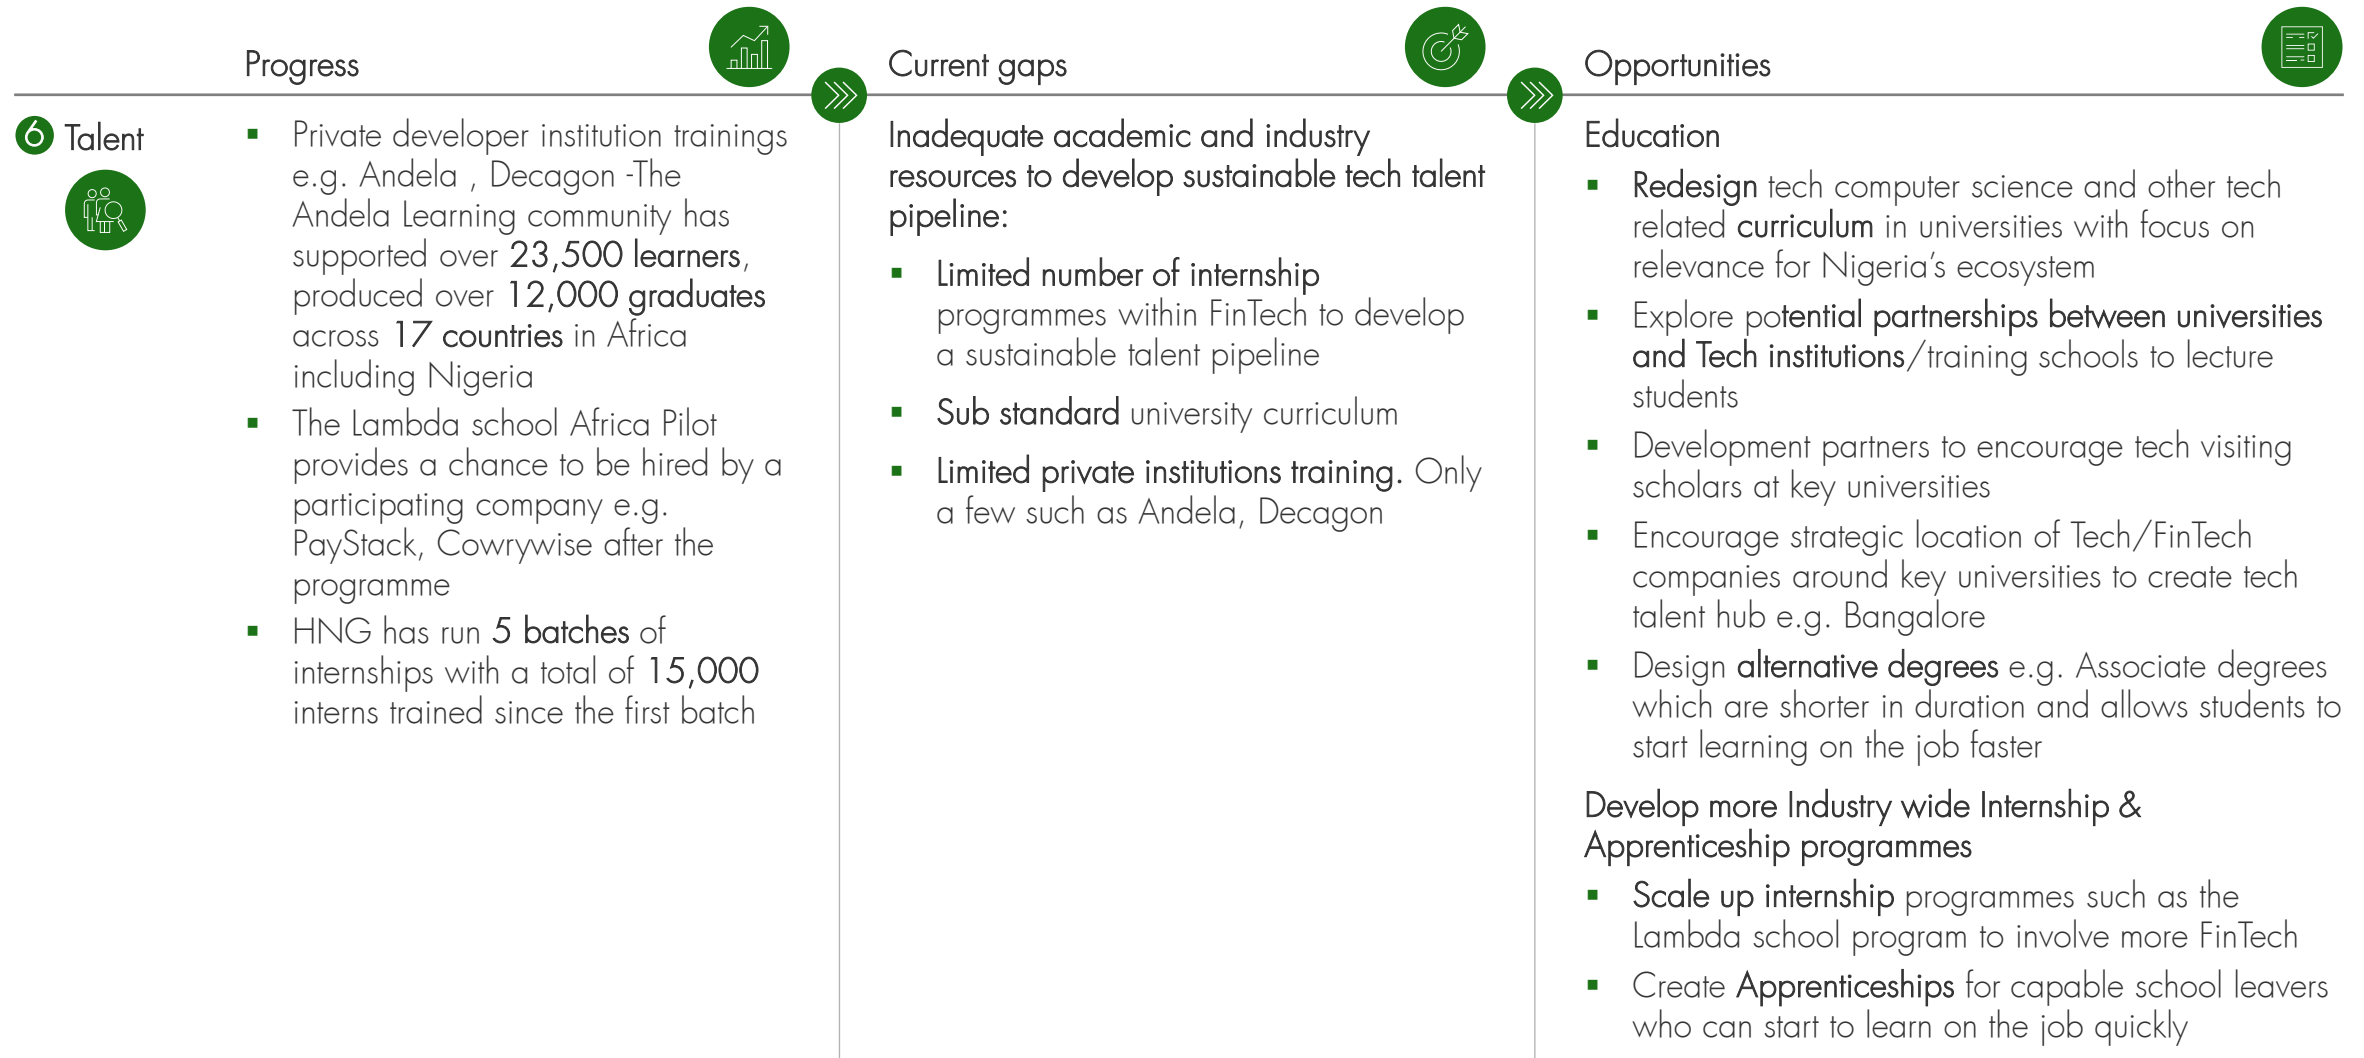 Progress
Current gaps
Opportunities
6 Talent
Private developer institution trainings
e.g. Andela , Decagon -The
Andela Learning community has
supported over 23,500 learners,
produced over 12,000 graduates
across 17 countries in Africa
including Nigeria
The Lambda school Africa Pilot
provides a chance to be hired by a
participating company e.g.
PayStack, Cowrywise after the
programme
HNG has run 5 batches of
internships with a total of 15,000
interns trained since the first batch
Inadequate academic and industry
resources to develop sustainable tech talent
pipeline:
Limited number of internship
programmes within FinTech to develop
a sustainable talent pipeline
Sub standard university curriculum
Limited private institutions training. Only
a few such as Andela, Decagon
Education
Redesign tech computer science and other tech
related curriculum in universities with focus on
relevance for Nigeria’s ecosystem
Explore potential partnerships between universities
and Tech institutions/training schools to lecture
students
Development partners to encourage tech visiting
scholars at key universities
Encourage strategic location of Tech/FinTech
companies around key universities to create tech
talent hub e.g. Bangalore
Design alternative degrees e.g. Associate degrees
which are shorter in duration and allows students to
start learning on the job faster
Develop more Industry wide Internship &
Apprenticeship programmes
Scale up internship programmes such as the
Lambda school program to involve more FinTech
Create Apprenticeships for capable school leavers
who can start to learn on the job quickly